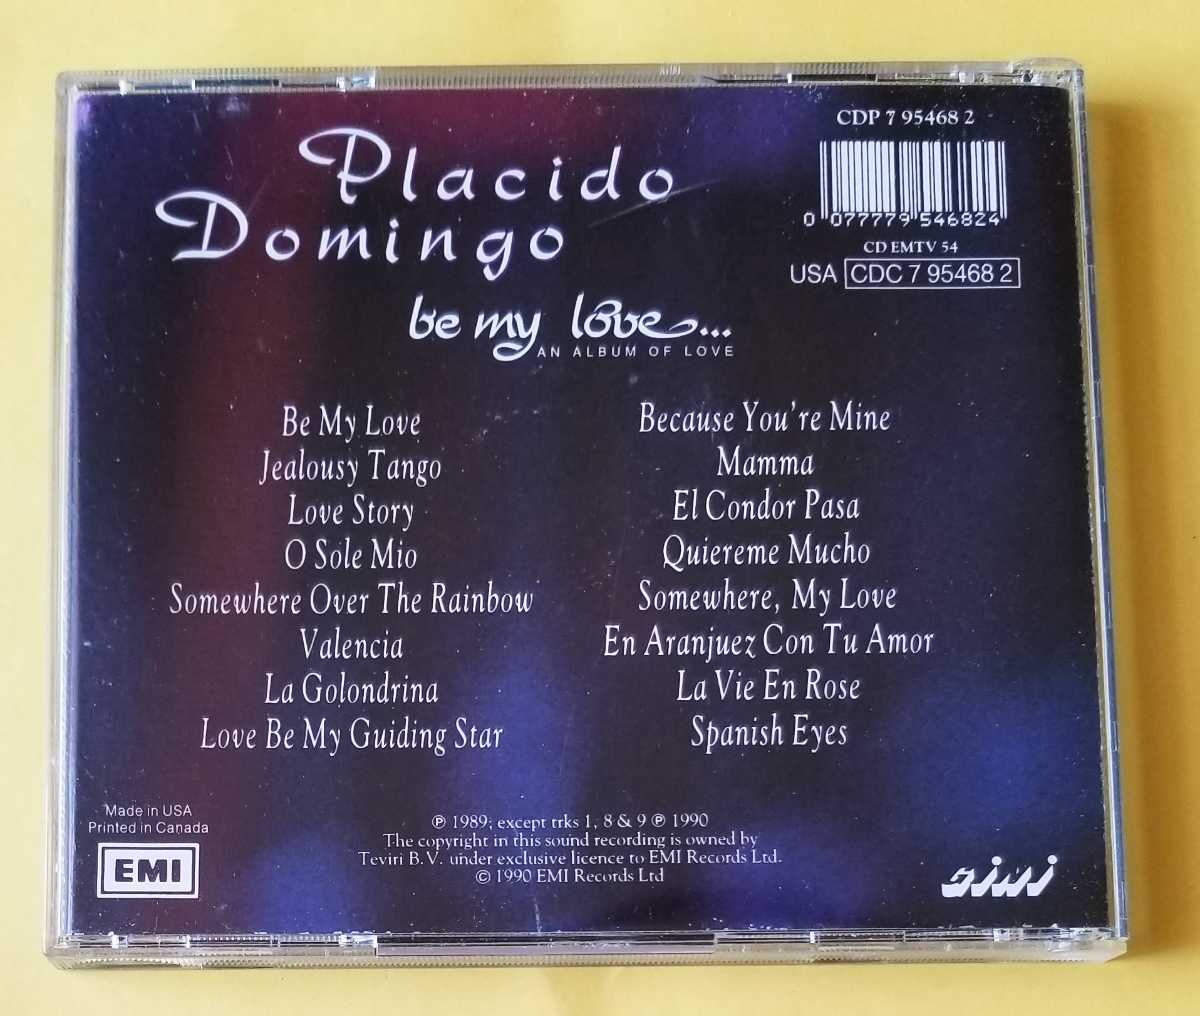 Placido
Domingo
be my love...
AN ALBUM OF LOVE
CDP 7 95468 2
0 077779 546824
CD EMTV 54
USA CDC 7 95468 2
Be My Love
Jealousy Tango
Love Story
O Sole Mio
Somewhere Over The Rainbow
Valencia
La Golondrina
Love Be My Guiding Star
Because You're Mine
Mamma
El Condor Pasa
Quiereme Mucho
Somewhere, My Love
En Aranjuez Con Tu Amor
La Vie En Rose
Spanish Eyes
Made in USA
Printed in Canada
EMI
℗ 1989; except trks 1, 8 & 9 ℗ 1990
The copyright in this sound recording is owned by
Teviri B.V. under exclusive licence to EMI Records Ltd.
© 1990 EMI Records Ltd